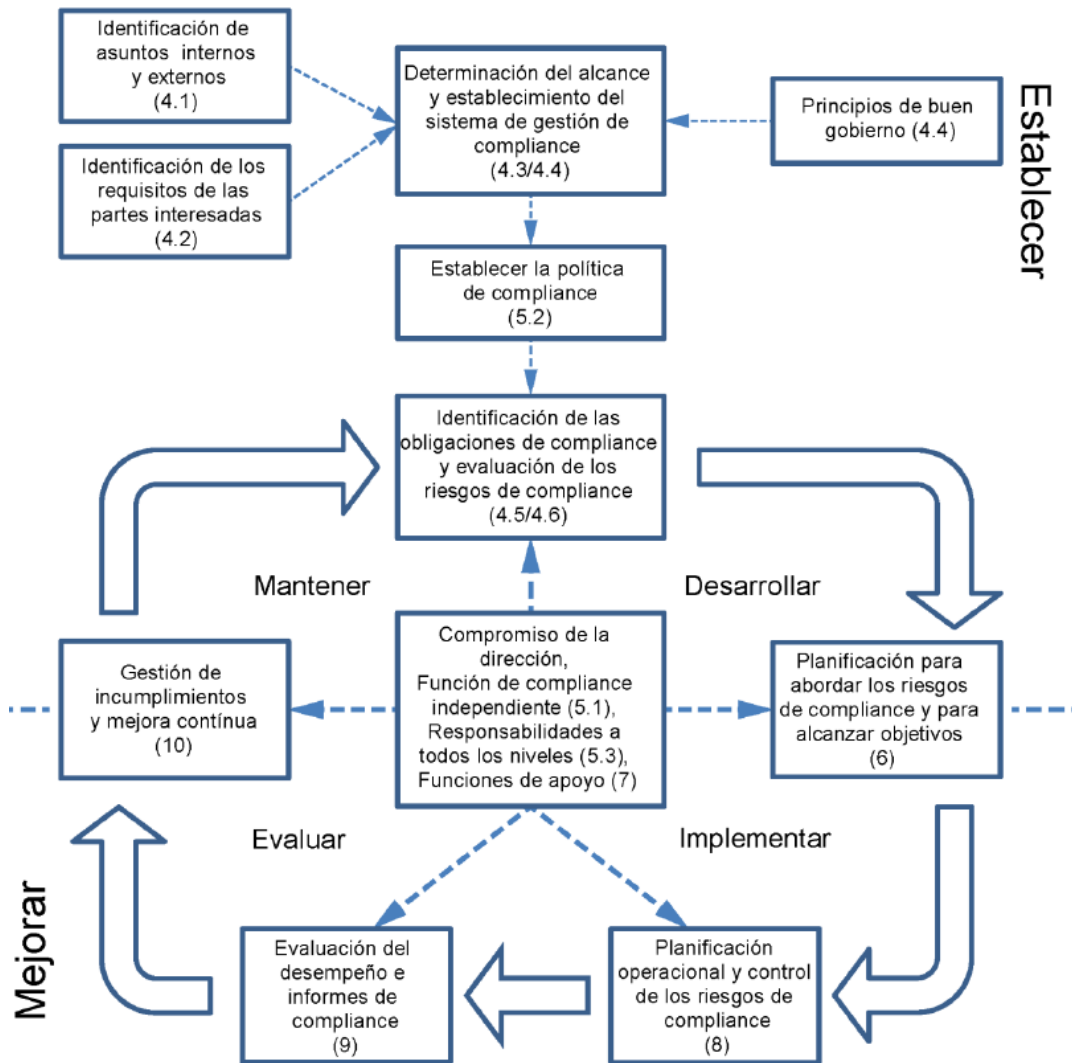 Identificación de
asuntos internos
y externos
(4.1)
Determinación del alcance
y establecimiento del
sistema de gestión de
compliance
(4.3/4.4)
Principios de buen
gobierno (4.4)
Establecer
Identificación de los
requisitos de las
partes interesadas
(4.2)
Establecer la política
de compliance
(5.2)
Identificación de las
obligaciones de compliance
y evaluación de los
riesgos de compliance
(4.5/4.6)
Mantener
Desarrollar
Gestión de
incumplimientos
y mejora contínua
(10)
Compromiso de la
dirección,
Función de compliance
independiente (5.1),
Responsabilidades a
todos los niveles (5.3),
Funciones de apoyo (7)
Planificación para
abordar los riesgos
de compliance y para
alcanzar objetivos
(6)
Evaluar
Implementar
Mejorar
Evaluación del
desempeño e
informes de
compliance
(9)
Planificación
operacional y control
de los riesgos de
compliance
(8)